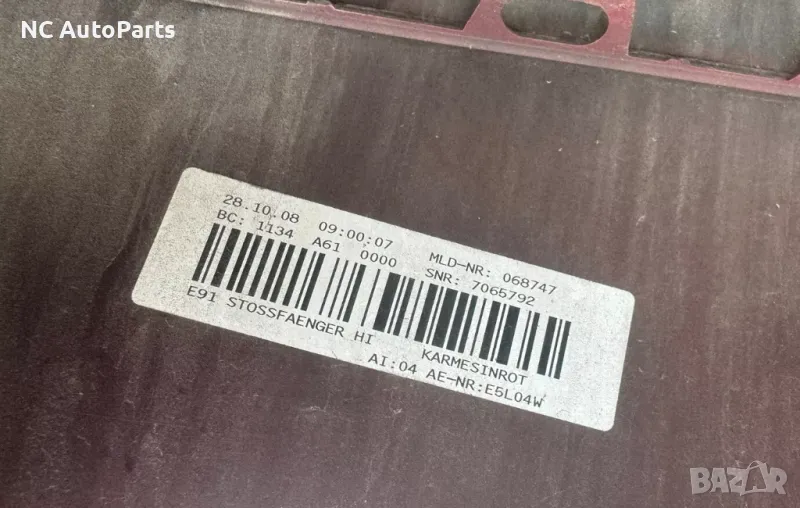 NC AutoParts
28.10.08 09:00:07 MLD-NR: 068747
BC: 1134 A61 0000 SNR: 7065792
E91 STOSSFAENGER HI KARMESINROT
AI:04 AE-NR:E5L04W
BAZAR